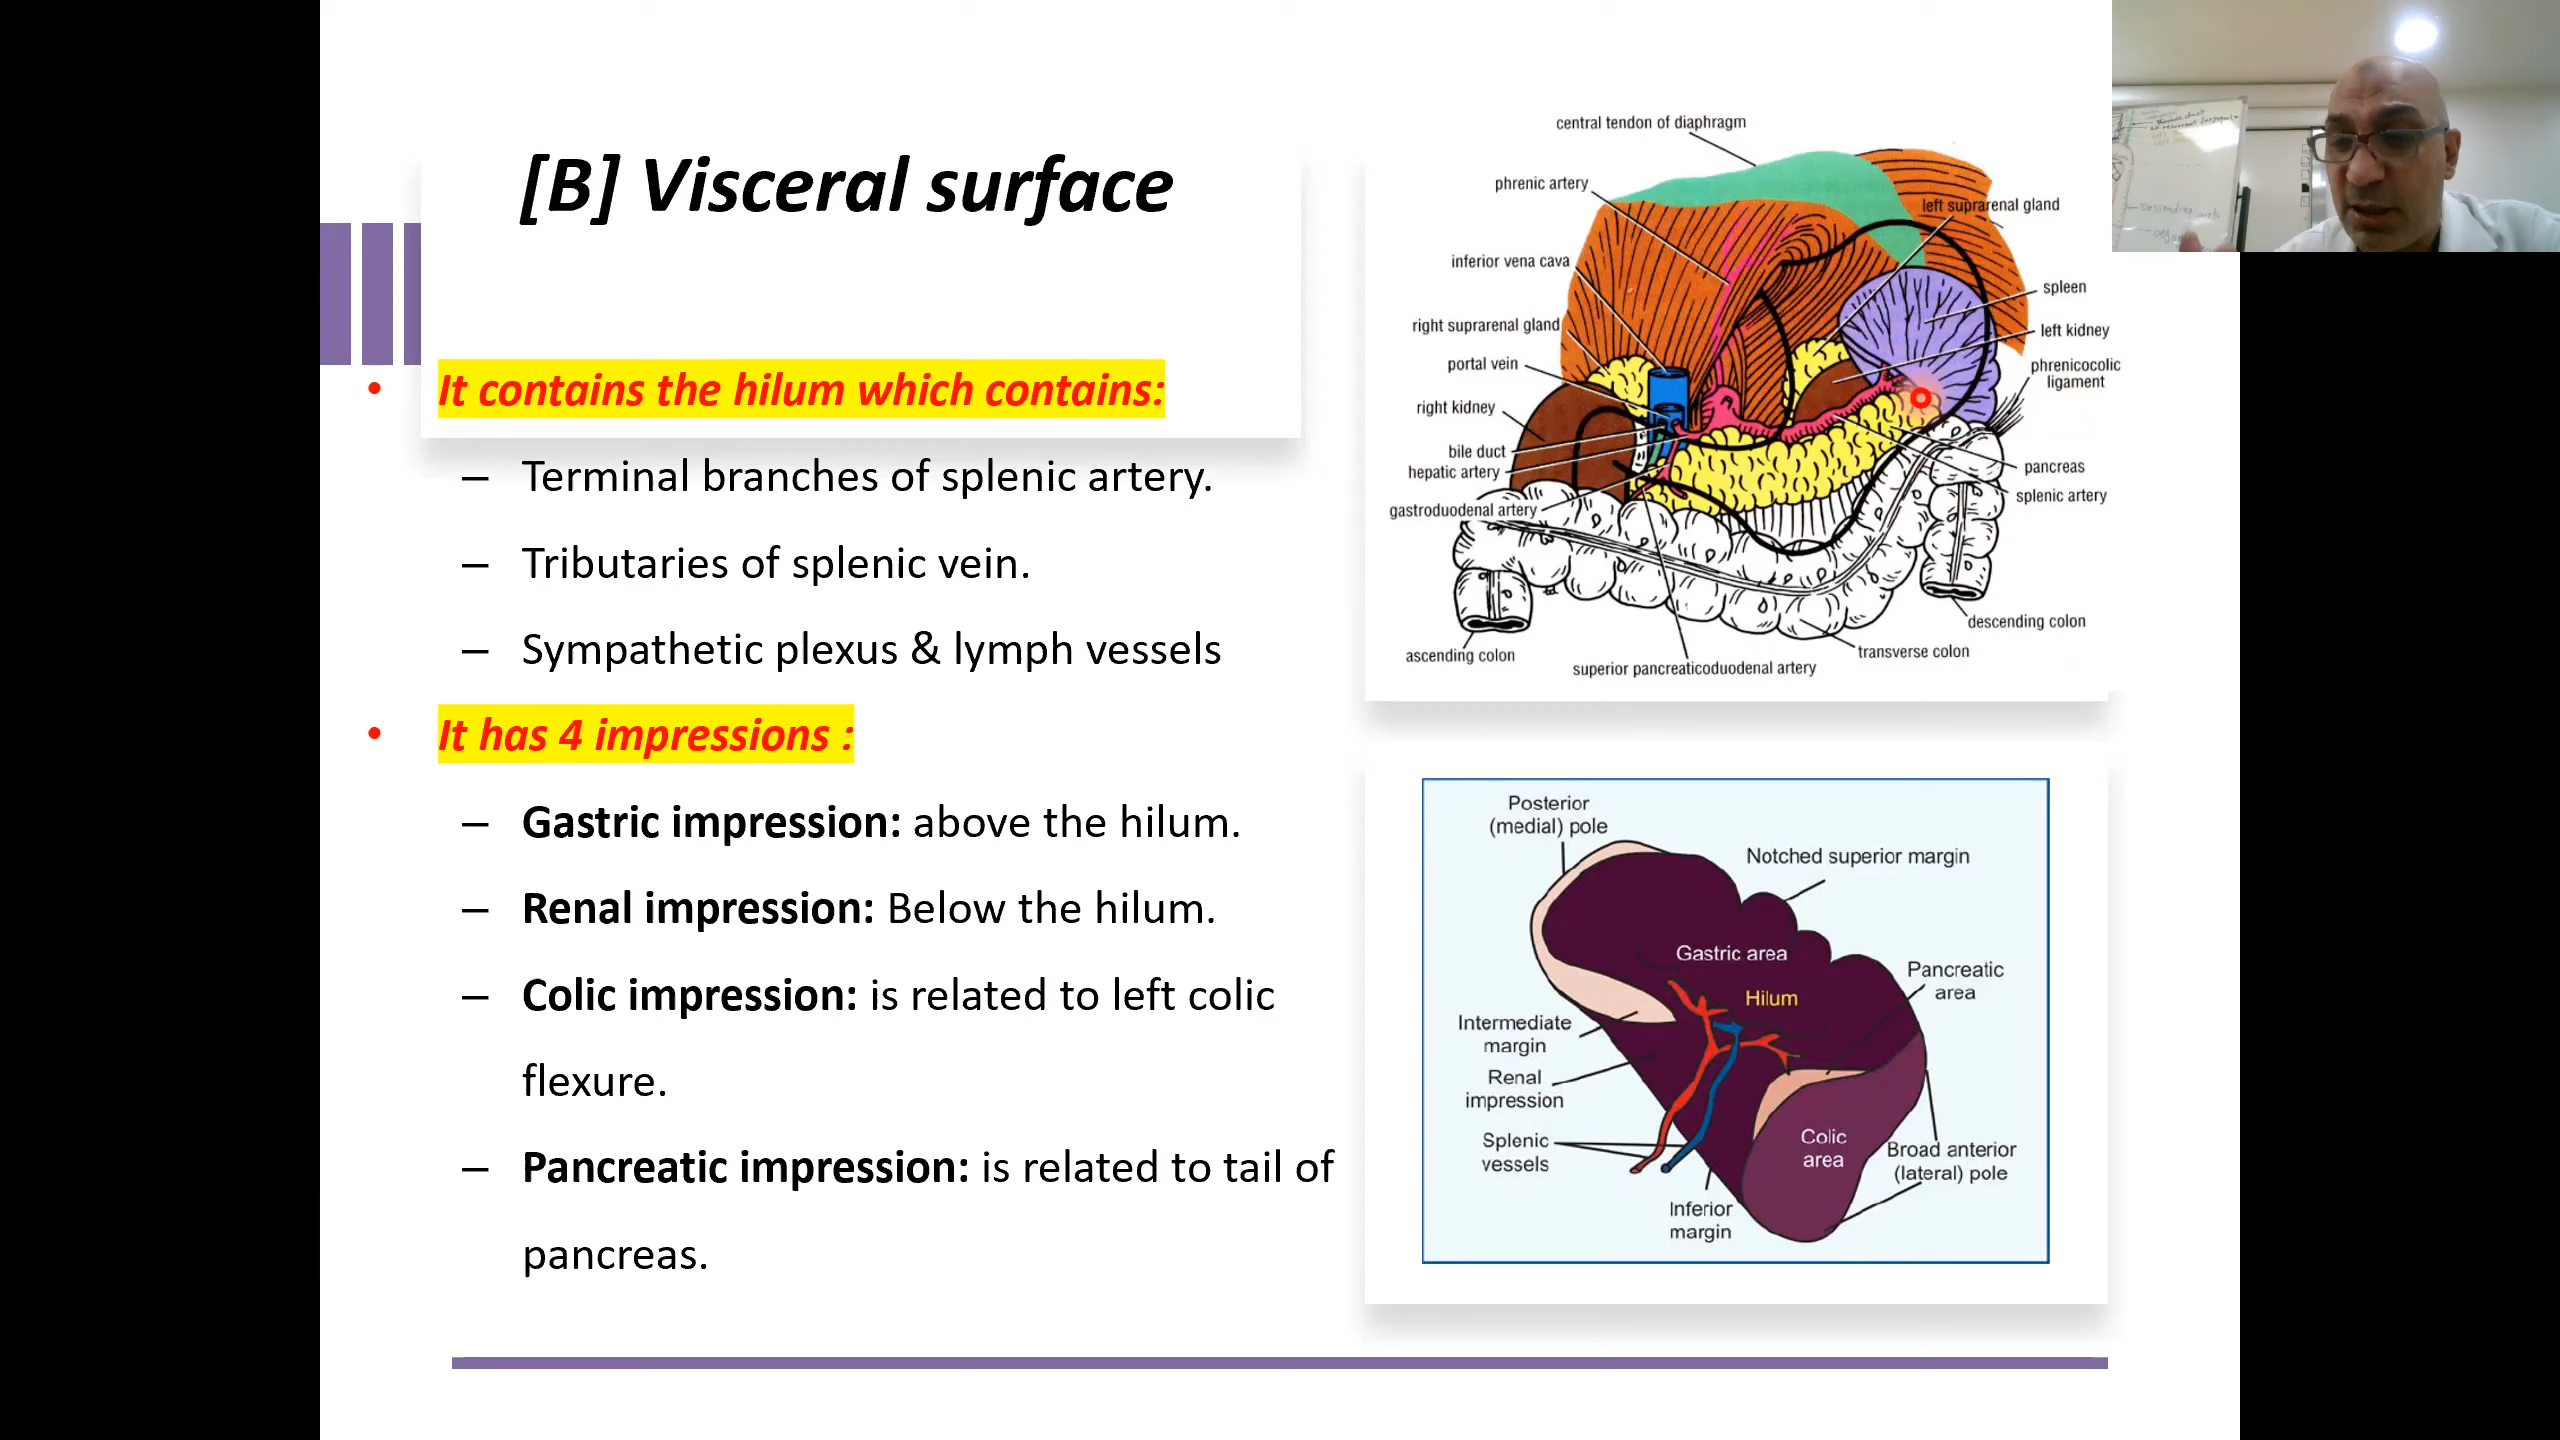 [B] Visceral surface
• It contains the hilum which contains:
– Terminal branches of splenic artery.
– Tributaries of splenic vein.
– Sympathetic plexus & lymph vessels
• It has 4 impressions :
– Gastric impression: above the hilum.
– Renal impression: Below the hilum.
– Colic impression: is related to left colic
flexure.
– Pancreatic impression: is related to tail of
pancreas.
central tendon of diaphragm
phrenic artery
left suprarenal gland
inferior vena cava
spleen
right suprarenal gland
left kidney
portal vein
phrenicocolic
ligament
right kidney
bile duct
pancreas
hepatic artery
splenic artery
gastroduodenal artery
descending colon
ascending colon
transverse colon
superior pancreaticoduodenal artery
Posterior
(medial) pole
Notched superior margin
Gastric area
Pancreatic
area
Hilum
Intermediate
margin
Renal
impression
Splenic
vessels
Colic
area
Broad anterior
(lateral) pole
Inferior
margin